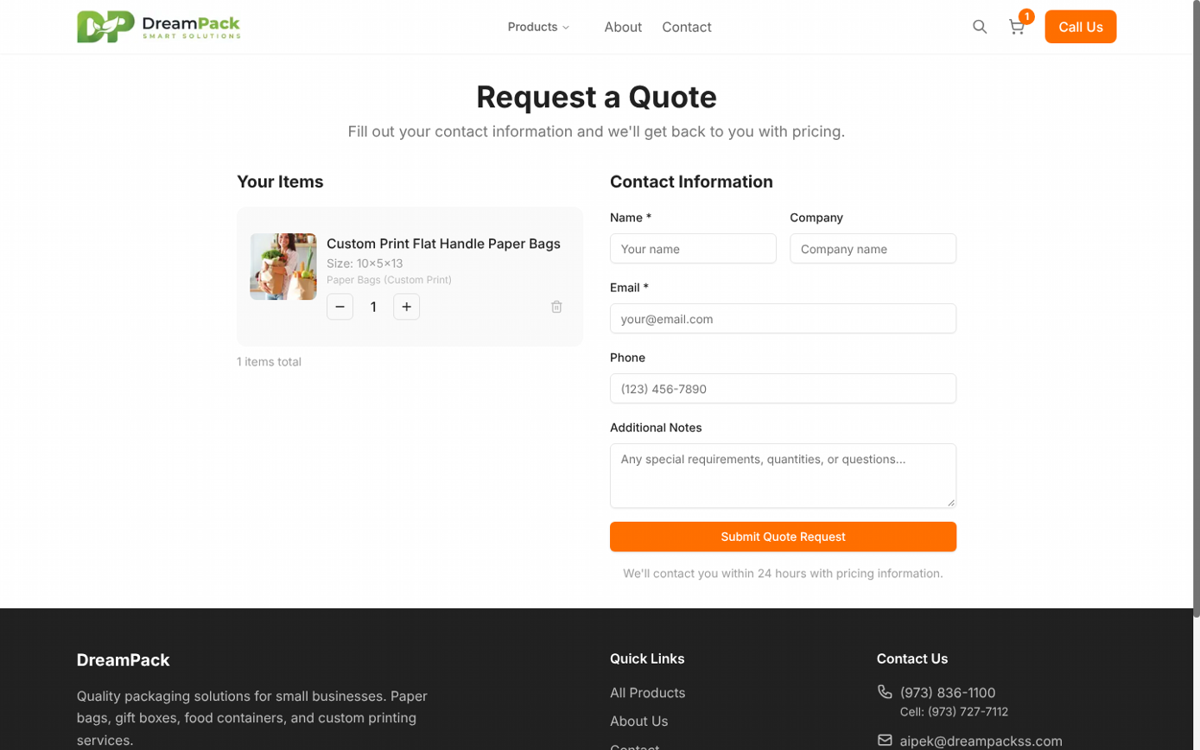 DreamPack
SMART SOLUTIONS
Products
About
Contact
1
Call Us
Request a Quote
Fill out your contact information and we'll get back to you with pricing.
Your Items
Custom Print Flat Handle Paper Bags
Size: 10×5×13
Paper Bags (Custom Print)
− 1 +
1 items total
Contact Information
Name *
Company
Your name
Company name
Email *
your@email.com
Phone
(123) 456-7890
Additional Notes
Any special requirements, quantities, or questions...
Submit Quote Request
We'll contact you within 24 hours with pricing information.
DreamPack
Quality packaging solutions for small businesses. Paper
bags, gift boxes, food containers, and custom printing
services.
Quick Links
All Products
About Us
Contact
Contact Us
(973) 836-1100
Cell: (973) 727-7112
aipek@dreampackss.com